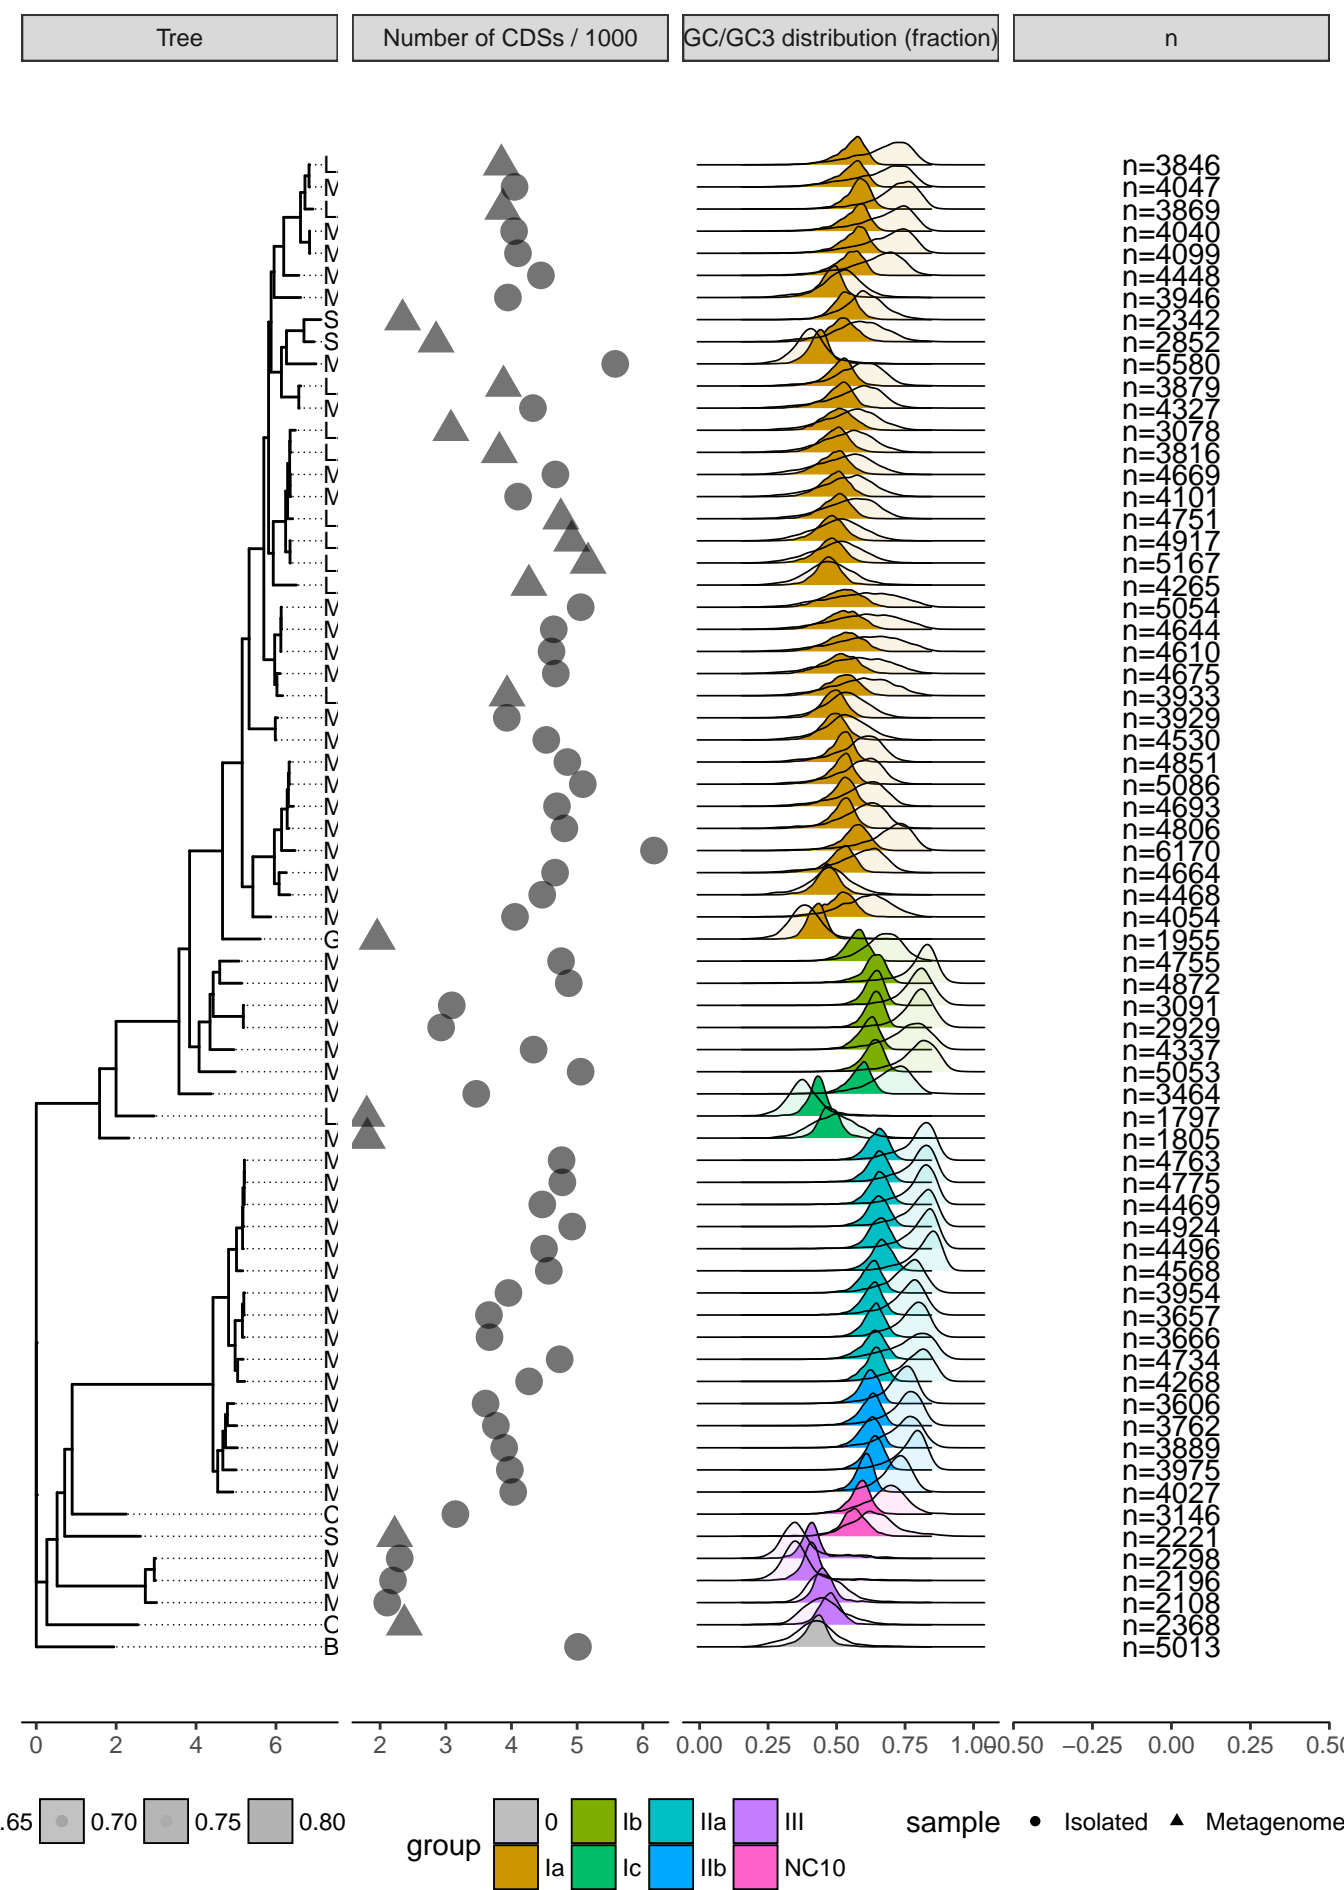 Tree
Number of CDSs / 1000
GC/GC3 distribution (fraction)
n
L n=3846
M n=4047
L n=3869
M n=4040
M n=4099
M n=4448
M n=3946
S n=2342
S n=2852
M n=5580
L n=3879
M n=4327
L n=3078
L n=3816
M n=4669
M n=4101
L n=4751
L n=4917
L n=5167
L n=4265
M n=5054
M n=4644
M n=4610
M n=4675
L n=3933
M n=3929
M n=4530
M n=4851
M n=5086
M n=4693
M n=4806
M n=6170
M n=4664
M n=4468
M n=4054
G n=1955
M n=4755
M n=4872
M n=3091
M n=2929
M n=4337
M n=5053
M n=3464
L n=1797
M n=1805
M n=4763
M n=4775
M n=4469
M n=4924
M n=4496
M n=4568
M n=3954
M n=3657
M n=3666
M n=4734
M n=4268
M n=3606
M n=3762
M n=3889
M n=3975
M n=4027
C n=3146
S n=2221
M n=2298
M n=2196
M n=2108
C n=2368
B n=5013
0 2 4 6
2 3 4 5 6
0.00 0.25 0.50 0.75 1.00
−0.50 −0.25 0.00 0.25 0.50
.65 0.70 0.75 0.80
group
0 Ib IIa III
Ia Ic IIb NC10
sample
Isolated Metagenome